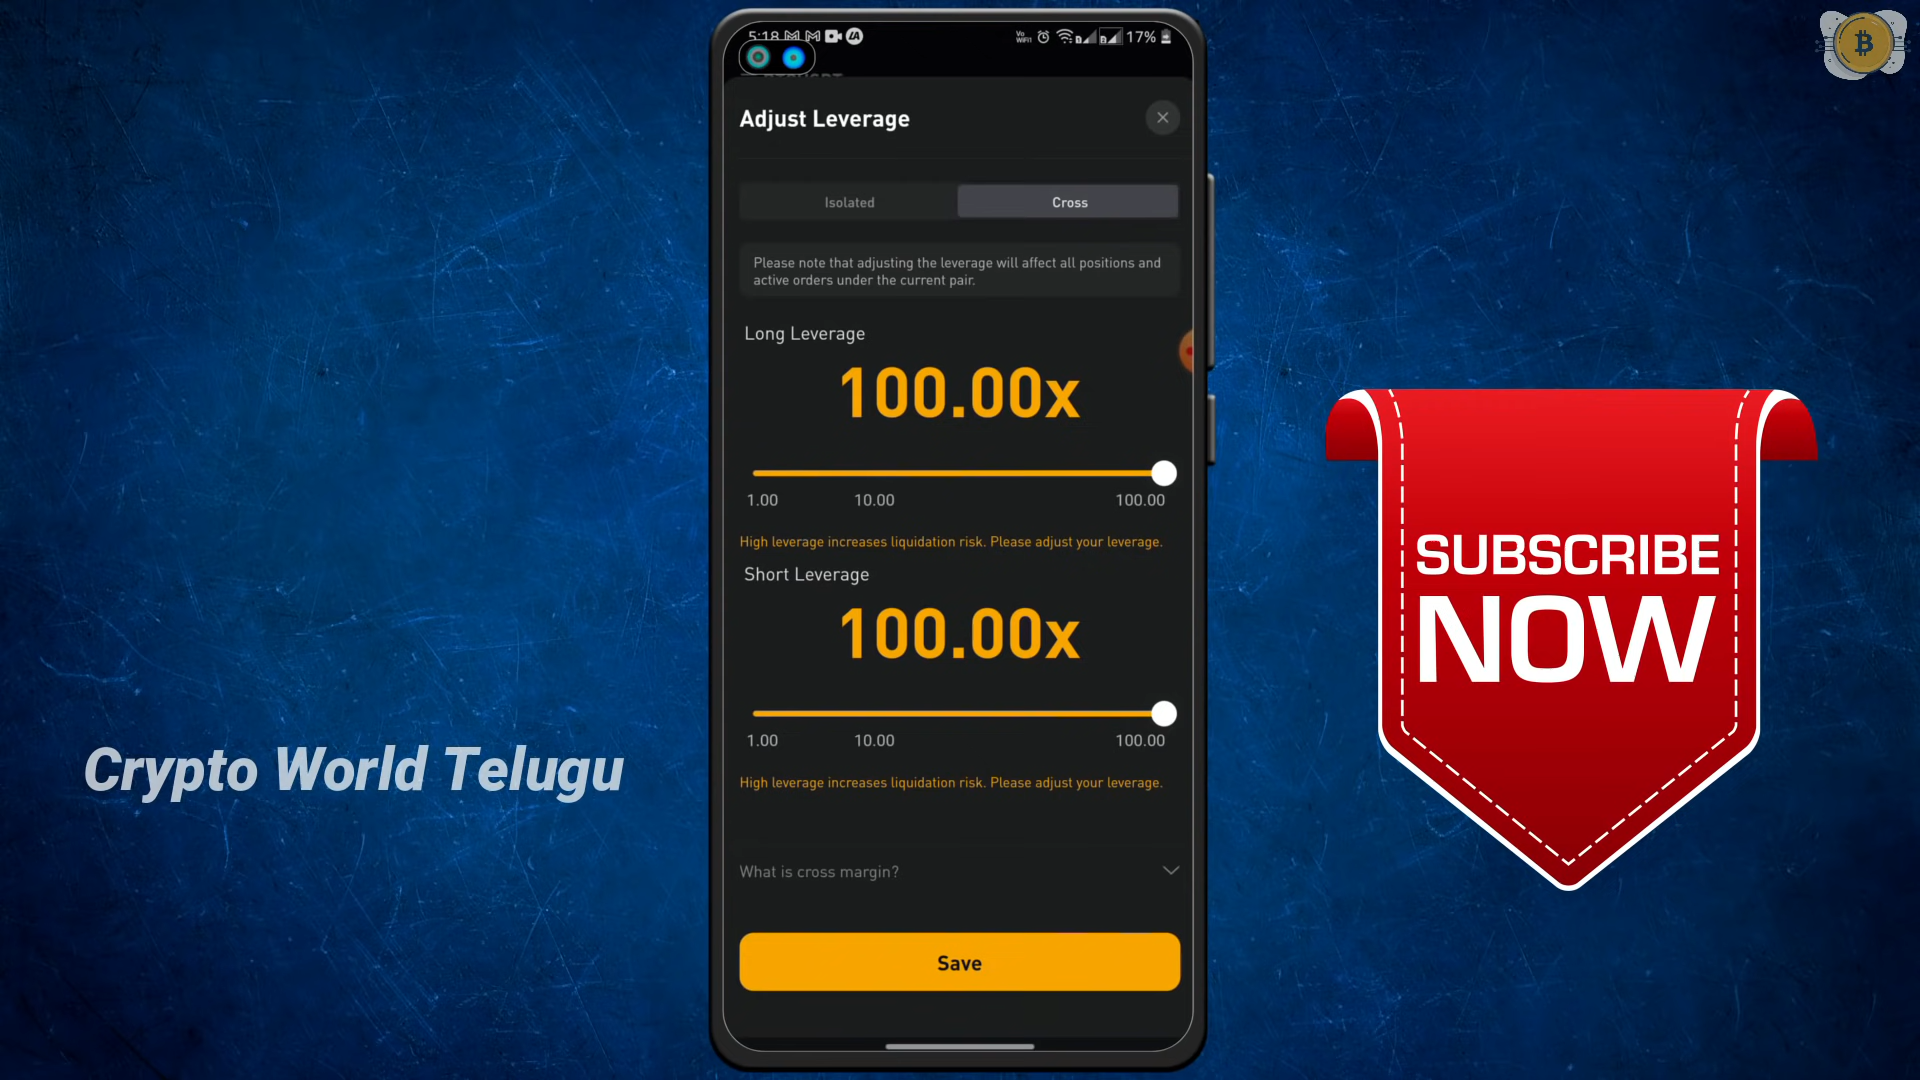 5:18
17%
Adjust Leverage
Isolated
Cross
Please note that adjusting the leverage will affect all positions and
active orders under the current pair.
Long Leverage
100.00x
1.00 10.00 100.00
High leverage increases liquidation risk. Please adjust your leverage.
Short Leverage
100.00x
1.00 10.00 100.00
High leverage increases liquidation risk. Please adjust your leverage.
What is cross margin?
Save
Crypto World Telugu
SUBSCRIBE
NOW